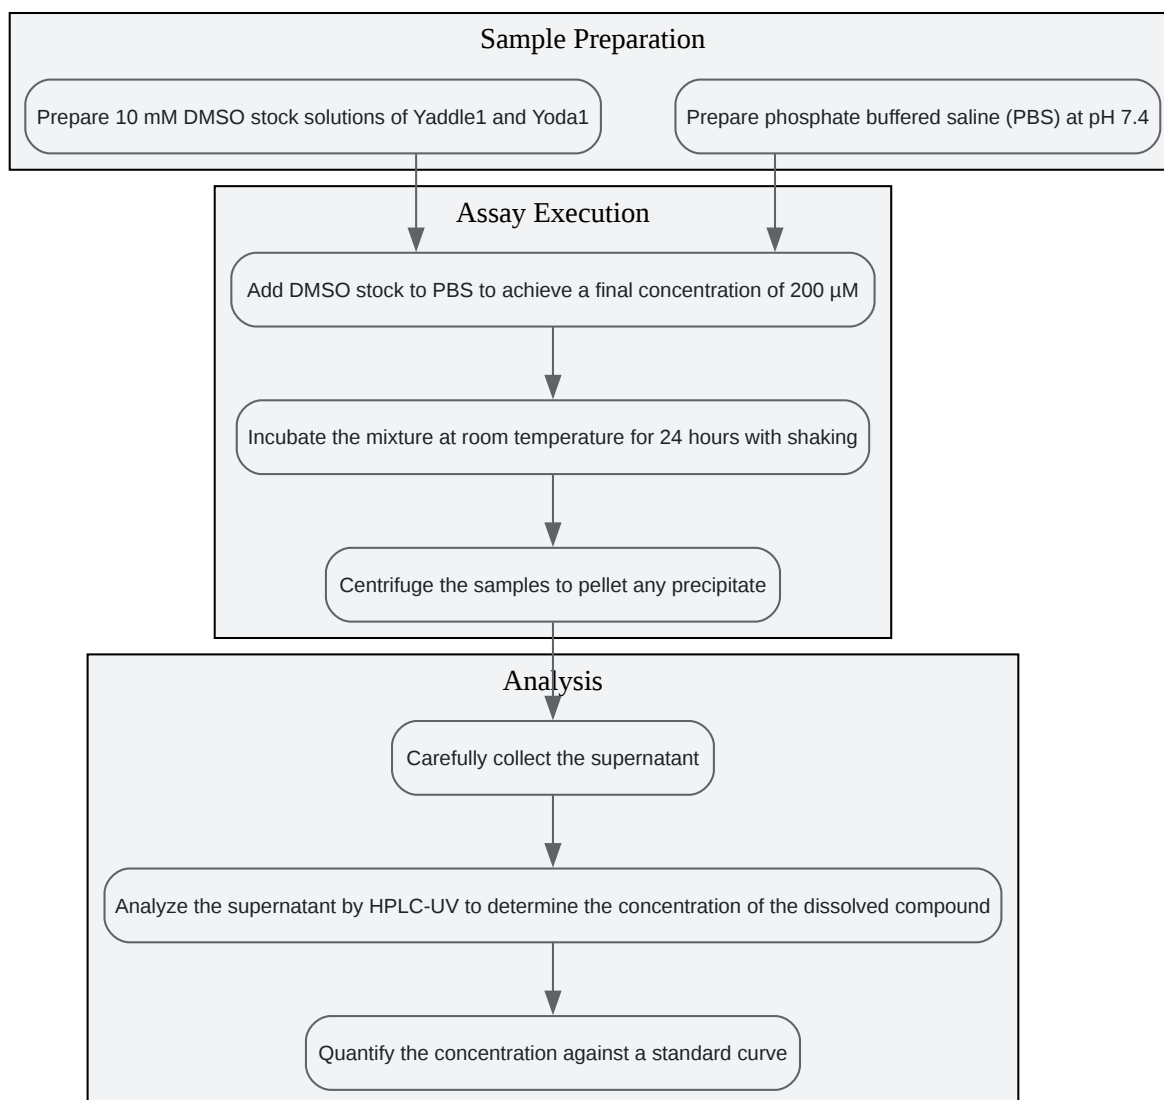 Sample Preparation
Prepare 10 mM DMSO stock solutions of Yaddle1 and Yoda1
Prepare phosphate buffered saline (PBS) at pH 7.4
Assay Execution
Add DMSO stock to PBS to achieve a final concentration of 200 µM
Incubate the mixture at room temperature for 24 hours with shaking
Centrifuge the samples to pellet any precipitate
Analysis
Carefully collect the supernatant
Analyze the supernatant by HPLC-UV to determine the concentration of the dissolved compound
Quantify the concentration against a standard curve